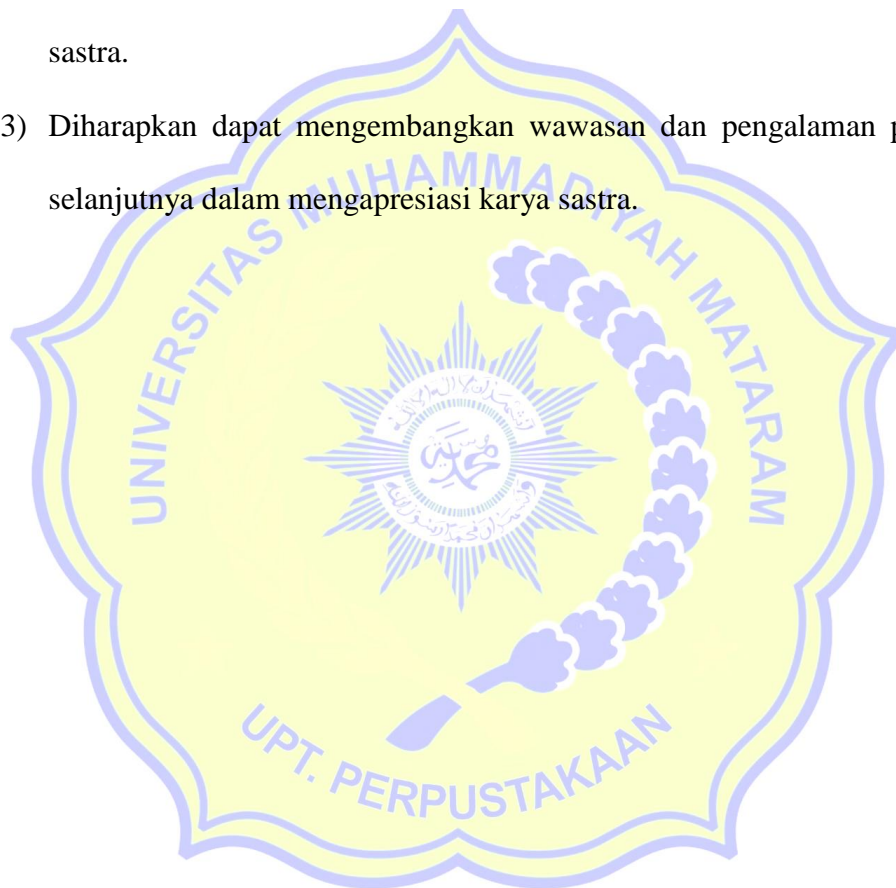 sastra.
3) Diharapkan dapat mengembangkan wawasan dan pengalaman
selanjutnya dalam mengapresiasi karya sastra.
UNIVERSITAS MUHAMMADIYAH MATARAM
UPT. PERPUSTAKAAN